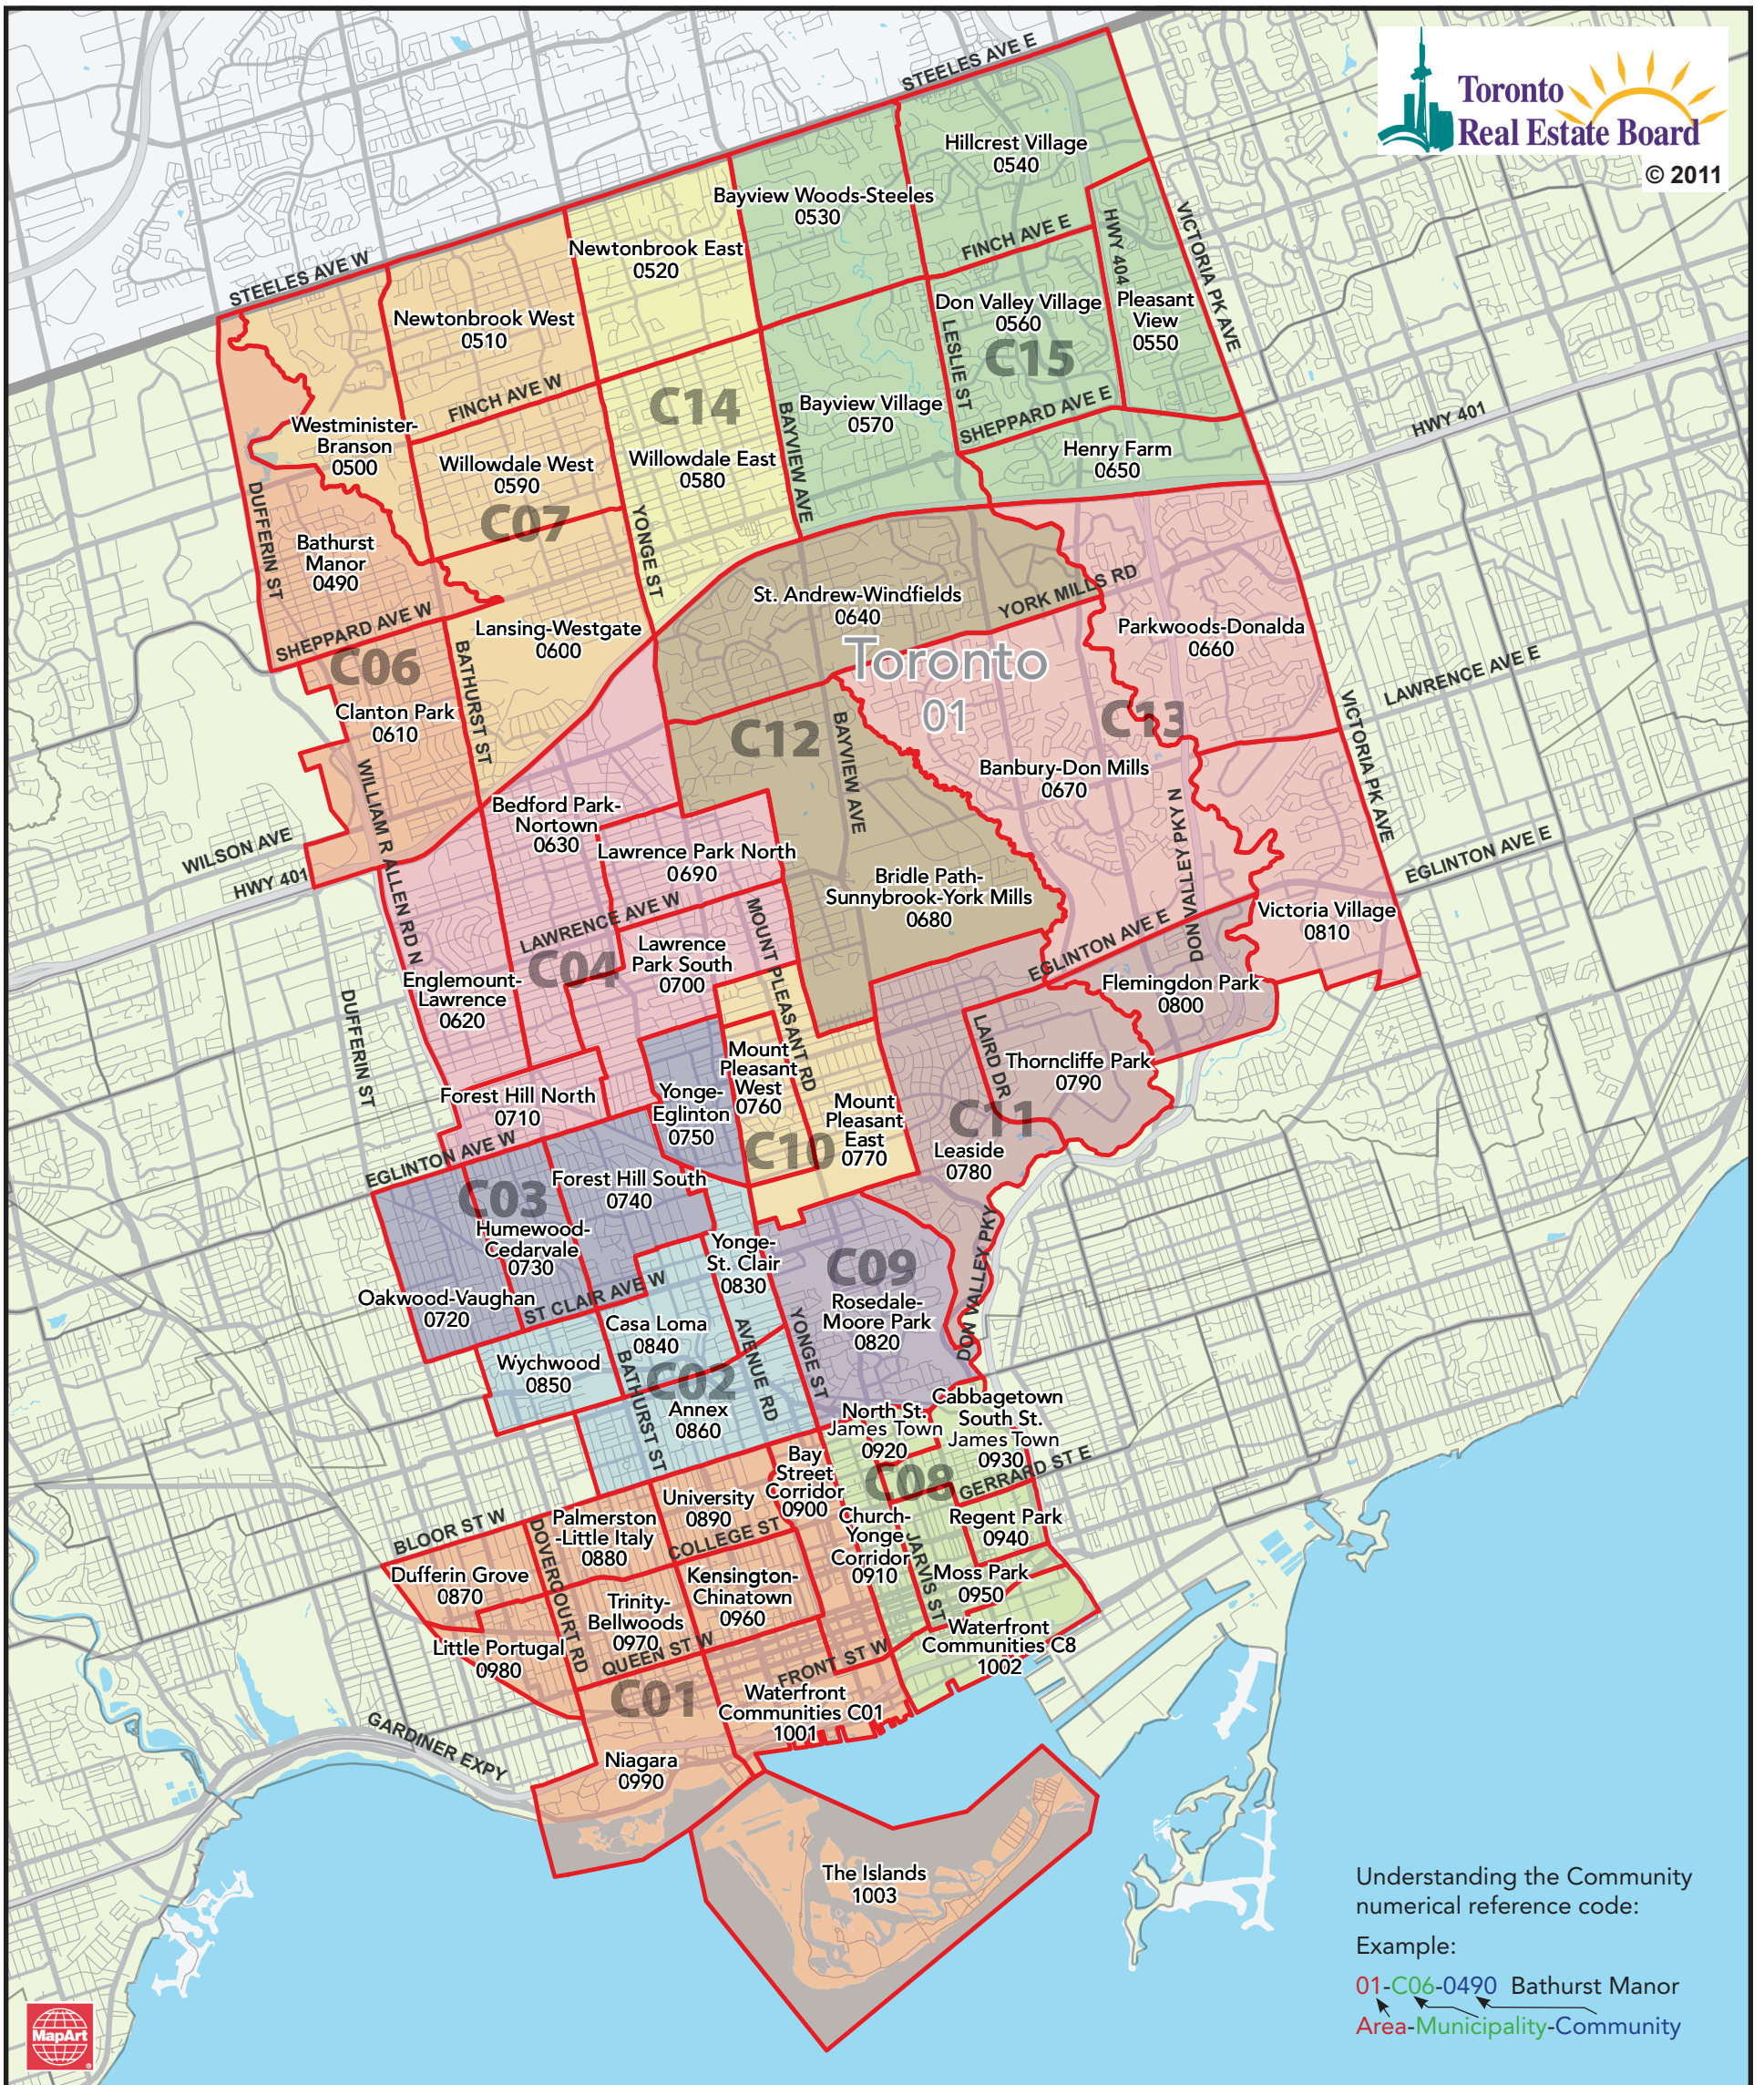 STEELES AVE E
Toronto
Real Estate Board
© 2011
Hillcrest Village
0540
Bayview Woods-Steeles
0530
VICTORIA PK AVE
HWY 404
FINCH AVE E
Newtonbrook East
0520
STEELES AVE W
Newtonbrook West
0510
Don Valley Village
0560
Pleasant
View
0550
LESLIE ST
C15
FINCH AVE W
C14
BAYVIEW AVE
Bayview Village
0570
SHEPPARD AVE E
HWY 401
Westminister-
Branson
0500
Willowdale West
0590
Willowdale East
0580
Henry Farm
0650
DUFFERIN ST
C07
YONGE ST
Bathurst
Manor
0490
St. Andrew-Windfields
0640
YORK MILLS RD
SHEPPARD AVE W
Lansing-Westgate
0600
Parkwoods-Donalda
0660
Toronto
01
C06
BATHURST ST
LAWRENCE AVE E
Clanton Park
0610
C12
BAYVIEW AVE
C13
VICTORIA PK AVE
WILLIAM R ALLEN RD N
Banbury-Don Mills
0670
Bedford Park-
Nortown
0630
WILSON AVE
HWY 401
Lawrence Park North
0690
DON VALLEY PKY N
EGLINTON AVE E
Bridle Path-
Sunnybrook-York Mills
0680
LAWRENCE AVE W
MOUNT PLEASANT RD
Victoria Village
0810
EGLINTON AVE E
C04
Lawrence
Park South
0700
Englemount-
Lawrence
0620
Flemingdon Park
0800
DUFFERIN ST
LAIRD DR
Mount
Pleasant
West
0760
Thorncliffe Park
0790
Forest Hill North
0710
Yonge-
Eglinton
0750
Mount
Pleasant
East
0770
C11
C10
Leaside
0780
EGLINTON AVE W
C03
Forest Hill South
0740
Humewood-
Cedarvale
0730
Yonge-
St. Clair
0830
C09
DON VALLEY PKY
Oakwood-Vaughan
0720
ST CLAIR AVE W
Rosedale-
Moore Park
0820
Casa Loma
0840
AVENUE RD
YONGE ST
Wychwood
0850
BATHURST ST
C02
Annex
0860
North St.
James Town
0920
Cabbagetown
South St.
James Town
0930
Bay
Street
Corridor
0900
C08
GERRARD ST E
University
0890
BLOOR ST W
DOVERCOURT RD
Palmerston
-Little Italy
0880
COLLEGE ST
Church-
Yonge
Corridor
0910
JARVIS ST
Regent Park
0940
Dufferin Grove
0870
Kensington-
Chinatown
0960
Moss Park
0950
Trinity-
Bellwoods
0970
Little Portugal
0980
QUEEN ST W
FRONT ST W
Waterfront
Communities C8
1002
C01
Waterfront
Communities C01
1001
GARDINER EXPY
Niagara
0990
The Islands
1003
Understanding the Community
numerical reference code:
Example:
01-C06-0490 Bathurst Manor
Area-Municipality-Community
MapArt